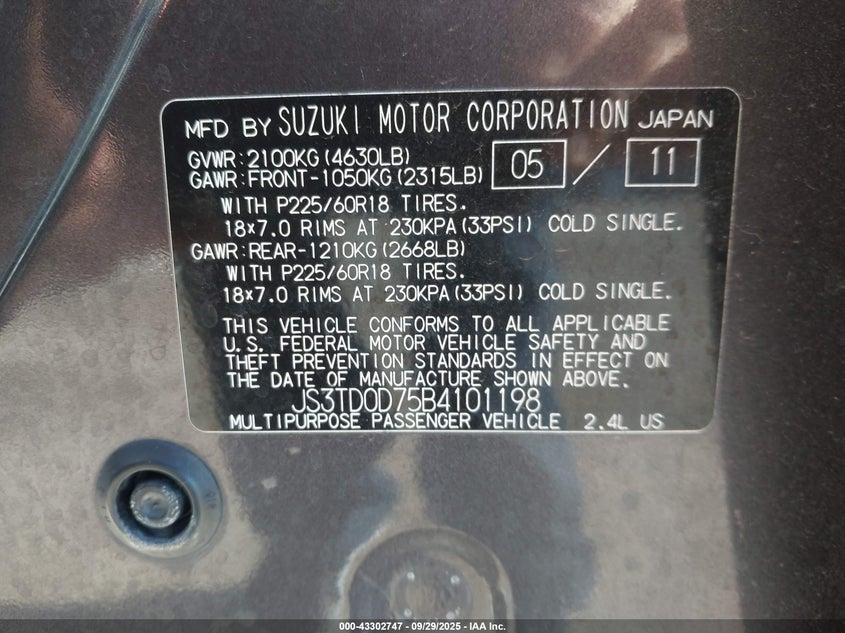 MFD BY SUZUKI MOTOR CORPORATION JAPAN
GVWR:2100KG(4630LB) 05 / 11
GAWR:FRONT-1050KG(2315LB)
WITH P225/60R18 TIRES.
18×7.0 RIMS AT 230KPA(33PSI) COLD SINGLE.
GAWR:REAR-1210KG(2668LB)
WITH P225/60R18 TIRES.
18×7.0 RIMS AT 230KPA(33PSI) COLD SINGLE.
THIS VEHICLE CONFORMS TO ALL APPLICABLE
U.S. FEDERAL MOTOR VEHICLE SAFETY AND
THEFT PREVENTION STANDARDS IN EFFECT ON
THE DATE OF MANUFACTURE SHOWN ABOVE.
JS3TD0D75B4101198
MULTIPURPOSE PASSENGER VEHICLE 2.4L US
000-43302747 - 09/29/2025 - IAA Inc.